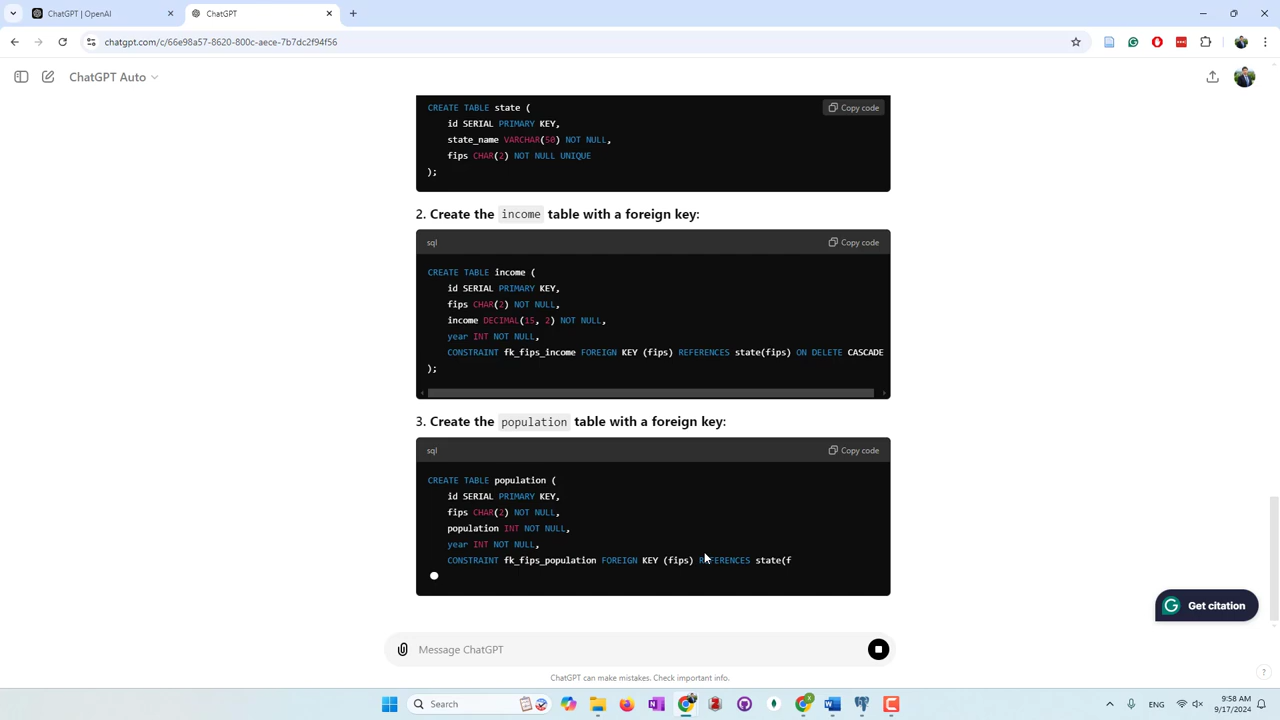 ChatGPT | OpenAI
ChatGPT
chatgpt.com/c/66e98a57-8620-800c-aece-7b7dc2f94f56
ChatGPT Auto
CREATE TABLE state (
Copy code
id SERIAL PRIMARY KEY,
state_name VARCHAR(50) NOT NULL,
fips CHAR(2) NOT NULL UNIQUE
);
2. Create the income table with a foreign key:
sql
Copy code
CREATE TABLE income (
id SERIAL PRIMARY KEY,
fips CHAR(2) NOT NULL,
income DECIMAL(15, 2) NOT NULL,
year INT NOT NULL,
CONSTRAINT fk_fips_income FOREIGN KEY (fips) REFERENCES state(fips) ON DELETE CASCADE
);
3. Create the population table with a foreign key:
sql
Copy code
CREATE TABLE population (
id SERIAL PRIMARY KEY,
fips CHAR(2) NOT NULL,
population INT NOT NULL,
year INT NOT NULL,
CONSTRAINT fk_fips_population FOREIGN KEY (fips) REFERENCES state(f
Get citation
Message ChatGPT
ChatGPT can make mistakes. Check important info.
?
Search
9:58 AM
9/17/2024